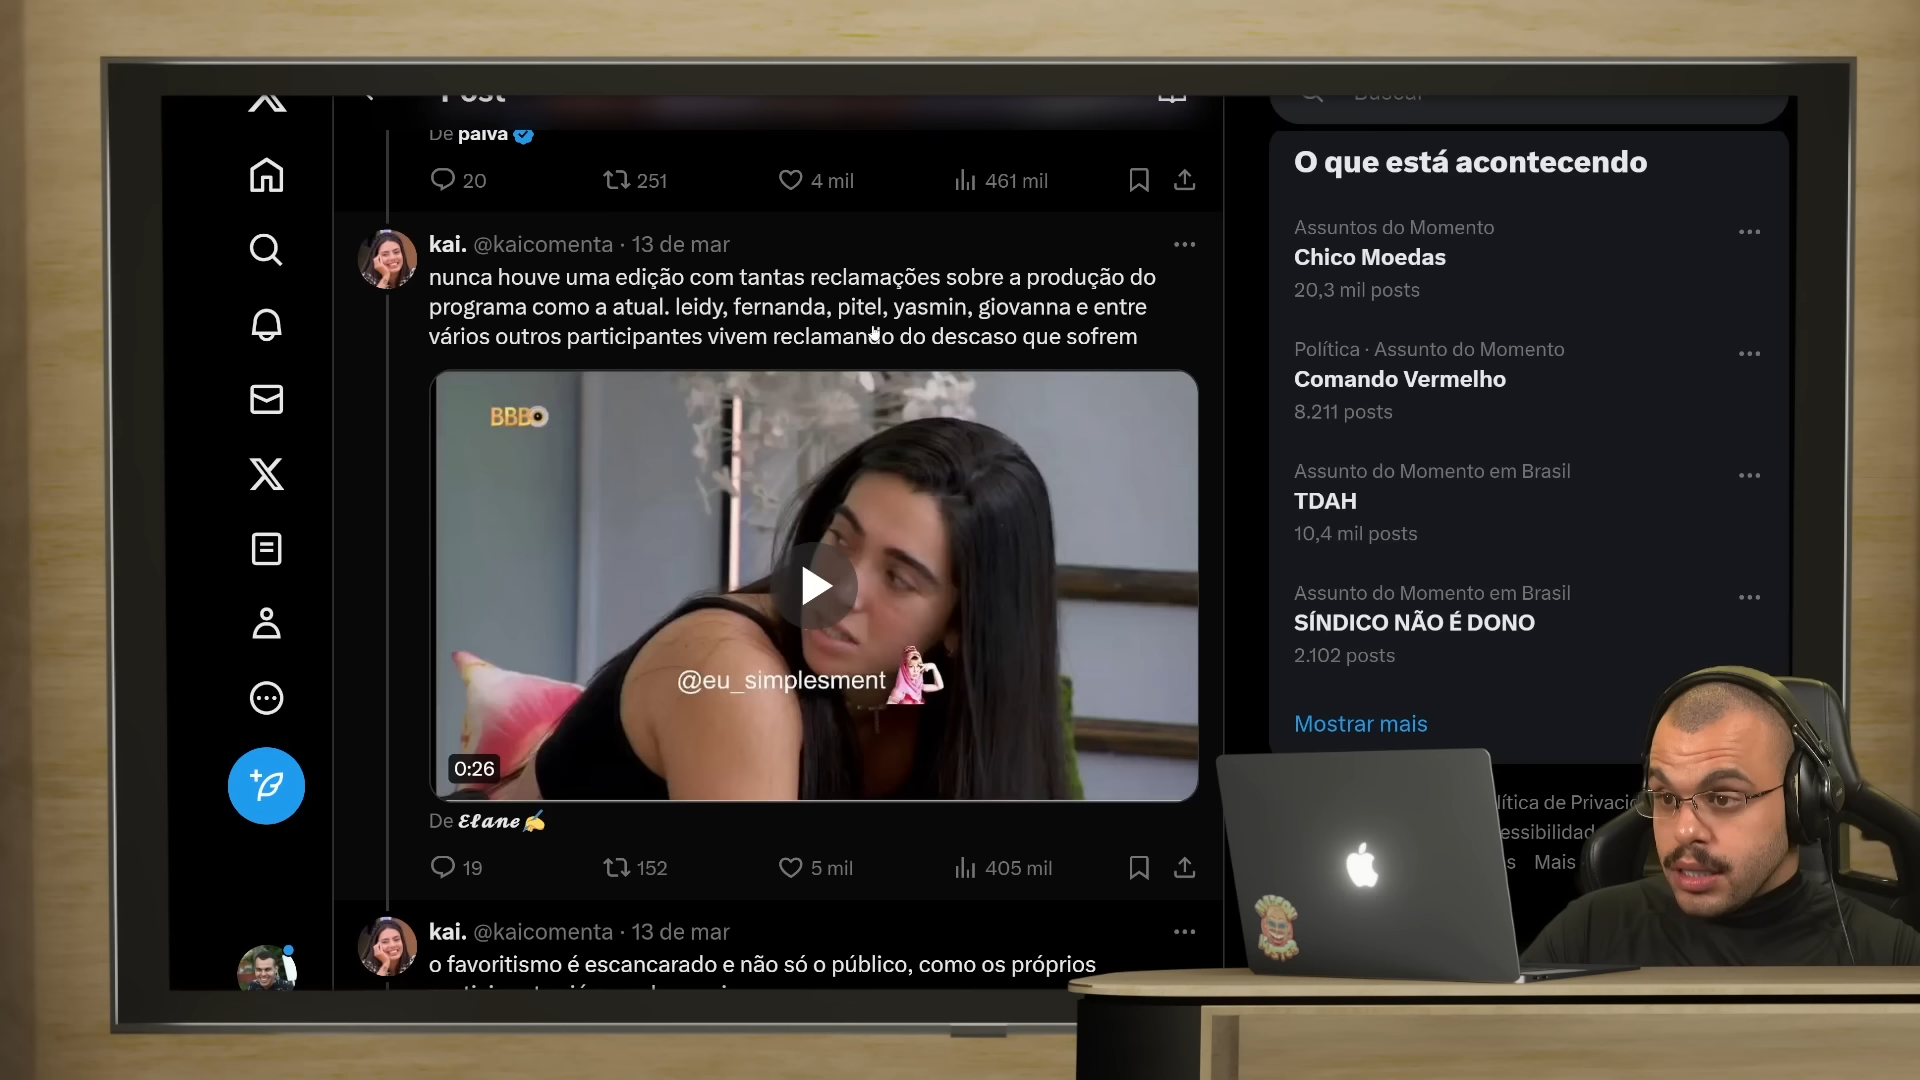 Post
Buscar
De paiva
20
251
4 mil
461 mil
kai. @kaicomenta · 13 de mar
nunca houve uma edição com tantas reclamações sobre a produção do
programa como a atual. leidy, fernanda, pitel, yasmin, giovanna e entre
vários outros participantes vivem reclamando do descaso que sofrem
BBB
@eu_simplesment
0:26
De Elane
19
152
5 mil
405 mil
kai. @kaicomenta · 13 de mar
o favoritismo é escancarado e não só o público, como os próprios
O que está acontecendo
Assuntos do Momento
Chico Moedas
20,3 mil posts
Política · Assunto do Momento
Comando Vermelho
8.211 posts
Assunto do Momento em Brasil
TDAH
10,4 mil posts
Assunto do Momento em Brasil
SÍNDICO NÃO É DONO
2.102 posts
Mostrar mais
Mais